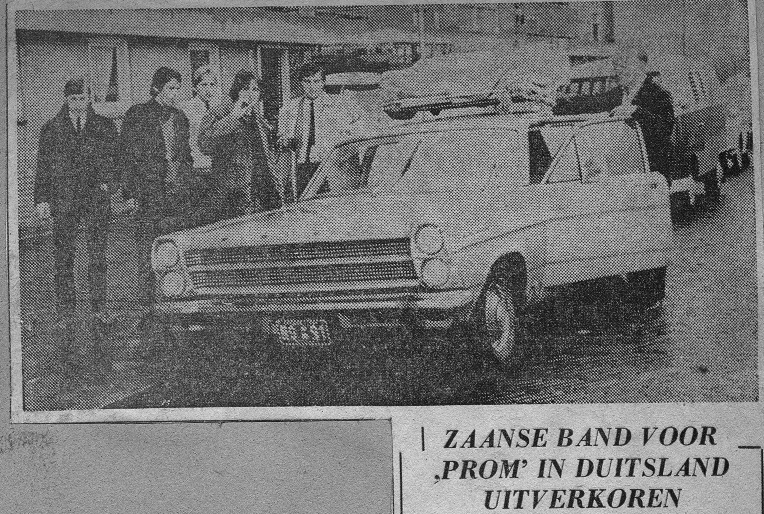 ZAANSE BAND VOOR
‚PROM’ IN DUITSLAND
UITVERKOREN